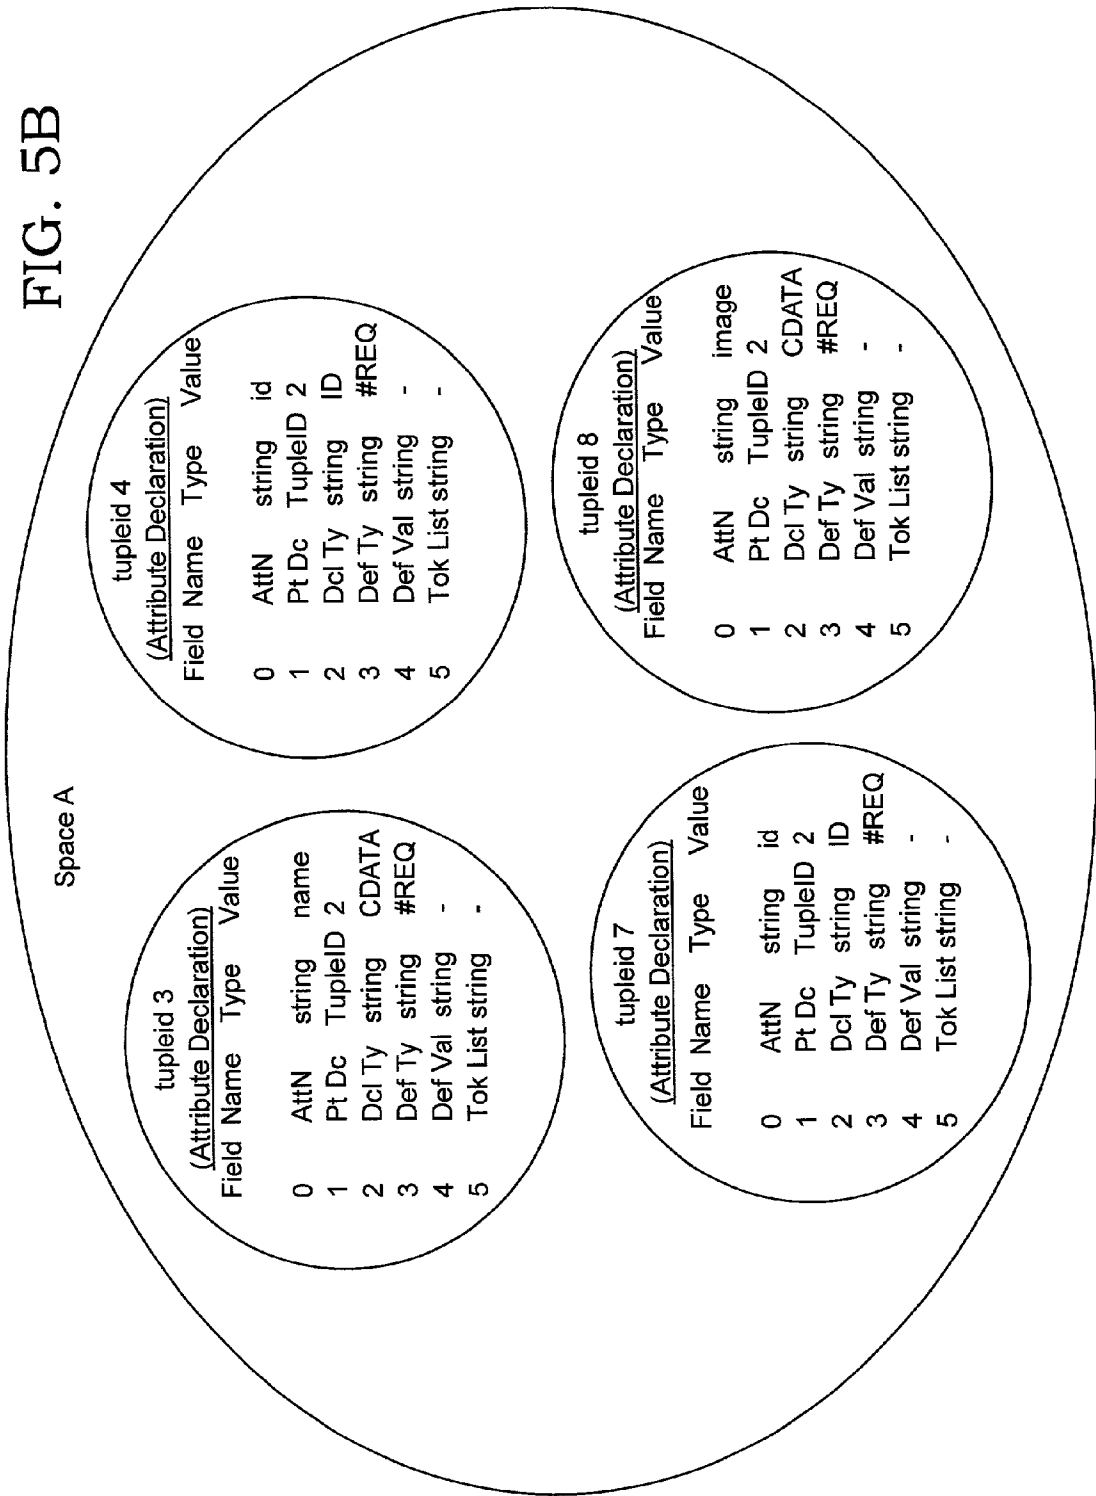 FIG. 5B
Space A
tupleid 3
(Attribute Declaration)
Field Name Type Value
0 AttN string name
1 Pt Dc TupleID 2
2 Dcl Ty string CDATA
3 Def Ty string #REQ
4 Def Val string -
5 Tok List string -
tupleid 4
(Attribute Declaration)
Field Name Type Value
0 AttN string id
1 Pt Dc TupleID 2
2 Dcl Ty string ID
3 Def Ty string #REQ
4 Def Val string -
5 Tok List string -
tupleid 7
(Attribute Declaration)
Field Name Type Value
0 AttN string id
1 Pt Dc TupleID 2
2 Dcl Ty string ID
3 Def Ty string #REQ
4 Def Val string -
5 Tok List string -
tupleid 8
(Attribute Declaration)
Field Name Type Value
0 AttN string image
1 Pt Dc TupleID 2
2 Dcl Ty string CDATA
3 Def Ty string #REQ
4 Def Val string -
5 Tok List string -